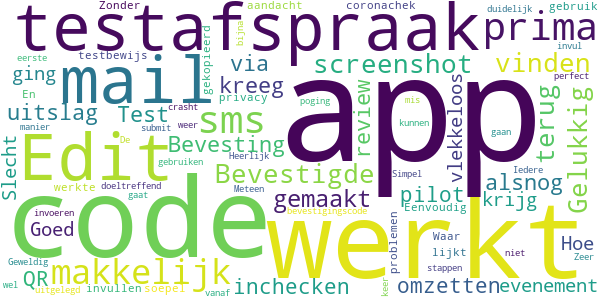 Zonder
aandacht
coronachek
duidelijk
gebruik
testafspraak
prima
eerste
testbewijs
bijna
invul
mail
via
screenshot
vinden
En
ging
gekopieerd
kreeg
privacy
app
review
vlekkeloos
perfect
uitslag
Test
crasht
weer
poging
mis
terug
Gelukkig
manier
submit
sms
kunnen
gaan
Slecht
Edit
De
Bevesting
Heerlijk
Simpel
Iedere
gebruiken
Bevestigde
alsnog
werkte
doeltreffend
Meteen
pilot
Eenvoudig
krijg
code
gaat
gemaakt
werkt
invoeren
bevestigingscode
problemen
Goed
Waar
niet
Hoe
lijkt
stappen
Zeer
Geweldig
QR
makkelijk
inchecken
omzetten
evenement
wel
uitgelegd
invullen
soepel
vanaf
keer